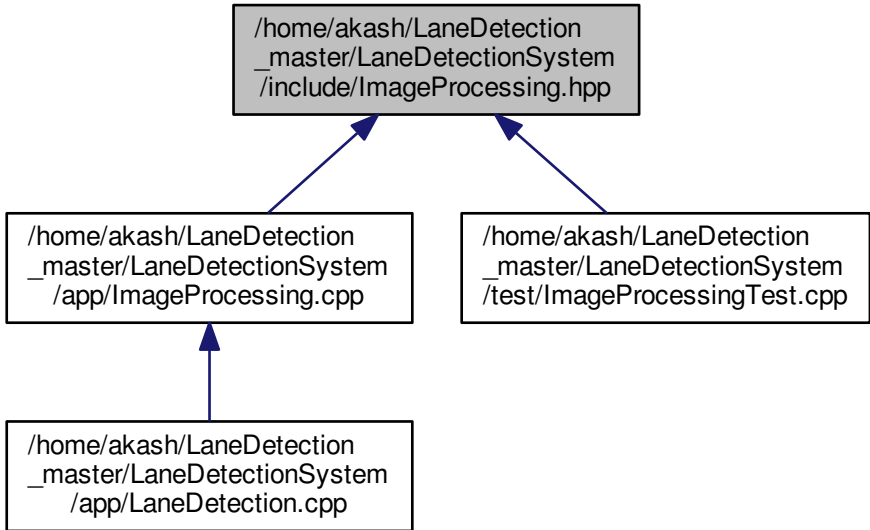 /home/akash/LaneDetection
_master/LaneDetectionSystem
/include/ImageProcessing.hpp
/home/akash/LaneDetection
_master/LaneDetectionSystem
/app/ImageProcessing.cpp
/home/akash/LaneDetection
_master/LaneDetectionSystem
/test/ImageProcessingTest.cpp
/home/akash/LaneDetection
_master/LaneDetectionSystem
/app/LaneDetection.cpp